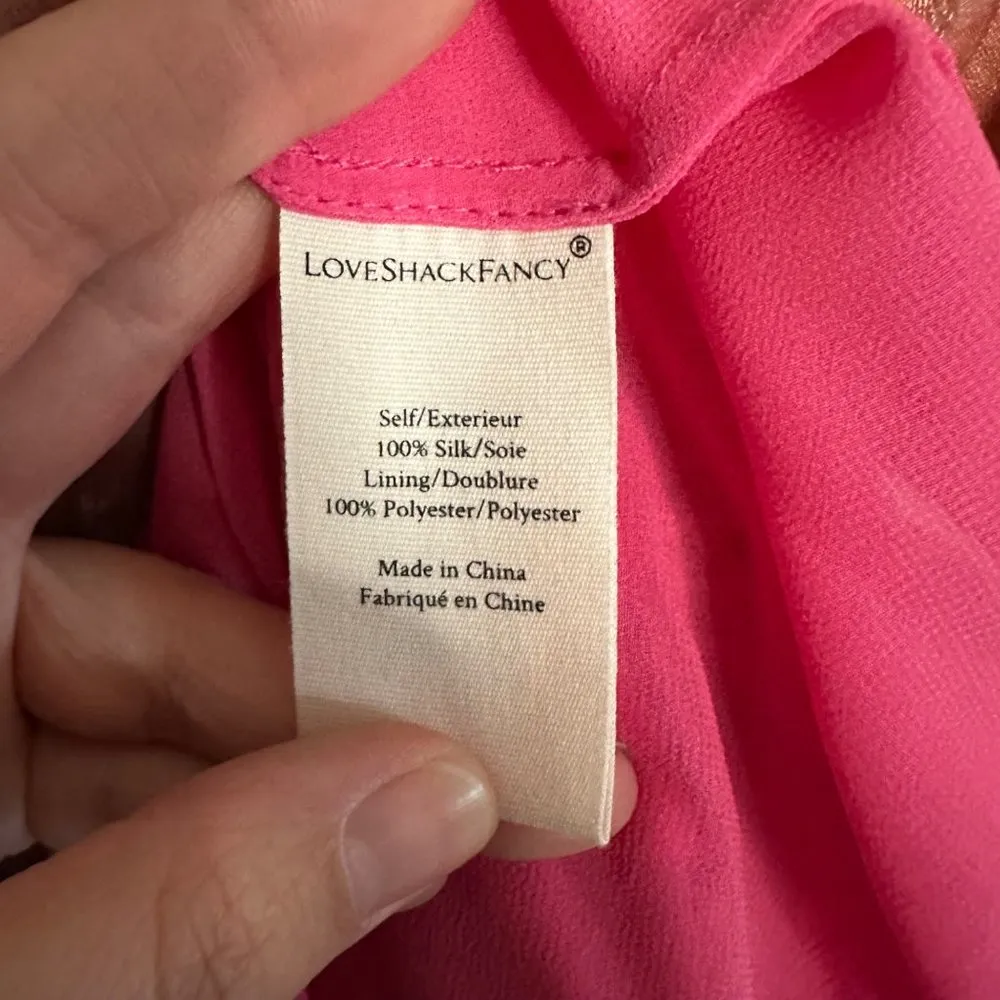 LoveShackFancy®
Self/Exterieur
100% Silk/Soie
Lining/Doublure
100% Polyester/Polyester
Made in China
Fabriqué en Chine